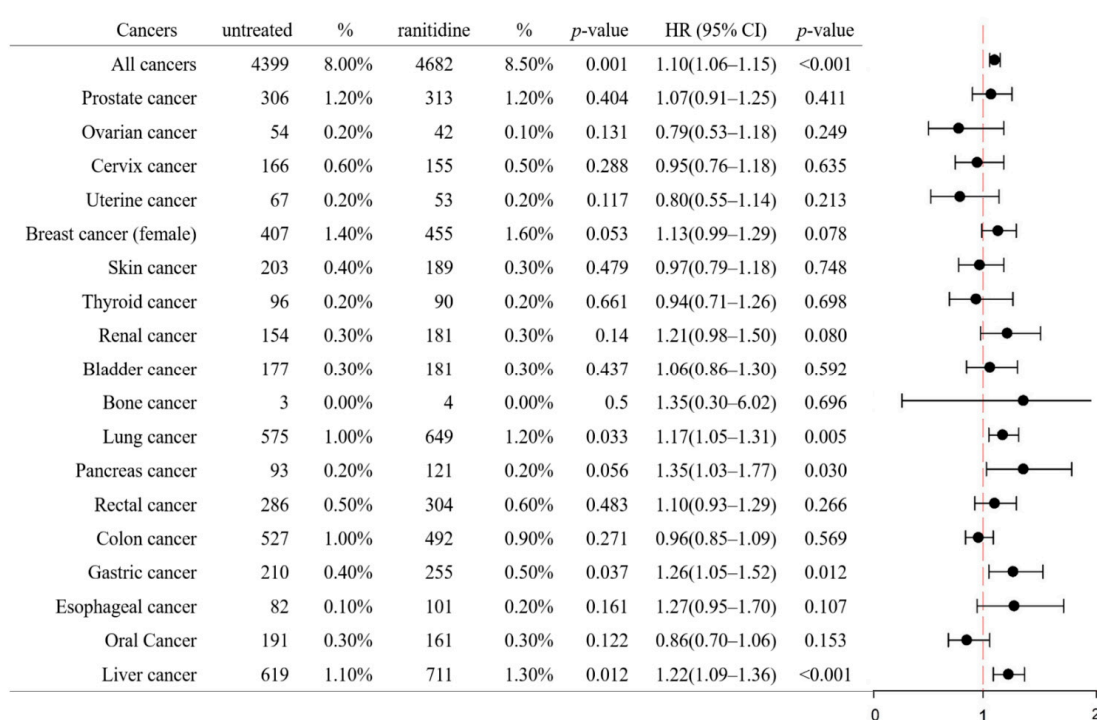 Cancers untreated % ranitidine % p-value HR (95% CI) p-value
All cancers 4399 8.00% 4682 8.50% 0.001 1.10(1.06–1.15) <0.001
Prostate cancer 306 1.20% 313 1.20% 0.404 1.07(0.91–1.25) 0.411
Ovarian cancer 54 0.20% 42 0.10% 0.131 0.79(0.53–1.18) 0.249
Cervix cancer 166 0.60% 155 0.50% 0.288 0.95(0.76–1.18) 0.635
Uterine cancer 67 0.20% 53 0.20% 0.117 0.80(0.55–1.14) 0.213
Breast cancer (female) 407 1.40% 455 1.60% 0.053 1.13(0.99–1.29) 0.078
Skin cancer 203 0.40% 189 0.30% 0.479 0.97(0.79–1.18) 0.748
Thyroid cancer 96 0.20% 90 0.20% 0.661 0.94(0.71–1.26) 0.698
Renal cancer 154 0.30% 181 0.30% 0.14 1.21(0.98–1.50) 0.080
Bladder cancer 177 0.30% 181 0.30% 0.437 1.06(0.86–1.30) 0.592
Bone cancer 3 0.00% 4 0.00% 0.5 1.35(0.30–6.02) 0.696
Lung cancer 575 1.00% 649 1.20% 0.033 1.17(1.05–1.31) 0.005
Pancreas cancer 93 0.20% 121 0.20% 0.056 1.35(1.03–1.77) 0.030
Rectal cancer 286 0.50% 304 0.60% 0.483 1.10(0.93–1.29) 0.266
Colon cancer 527 1.00% 492 0.90% 0.271 0.96(0.85–1.09) 0.569
Gastric cancer 210 0.40% 255 0.50% 0.037 1.26(1.05–1.52) 0.012
Esophageal cancer 82 0.10% 101 0.20% 0.161 1.27(0.95–1.70) 0.107
Oral Cancer 191 0.30% 161 0.30% 0.122 0.86(0.70–1.06) 0.153
Liver cancer 619 1.10% 711 1.30% 0.012 1.22(1.09–1.36) <0.001
0 1 2